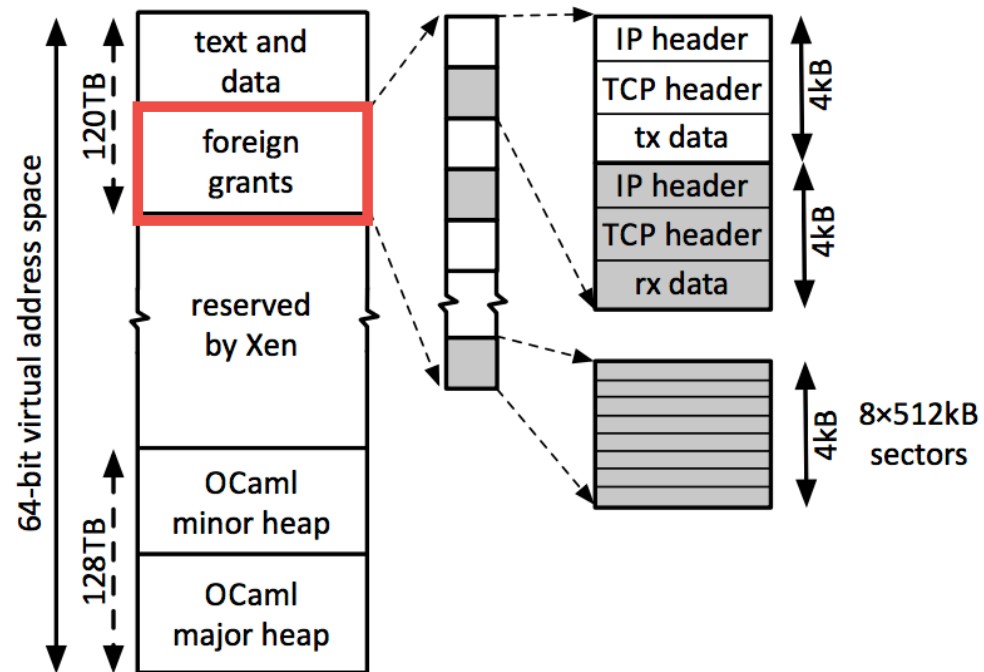 64-bit virtual address space
120TB
text and
data
foreign
grants
reserved
by Xen
128TB
OCaml
minor heap
OCaml
major heap
IP header
TCP header
tx data
4kB
IP header
TCP header
rx data
4kB
4kB
8×512kB
sectors